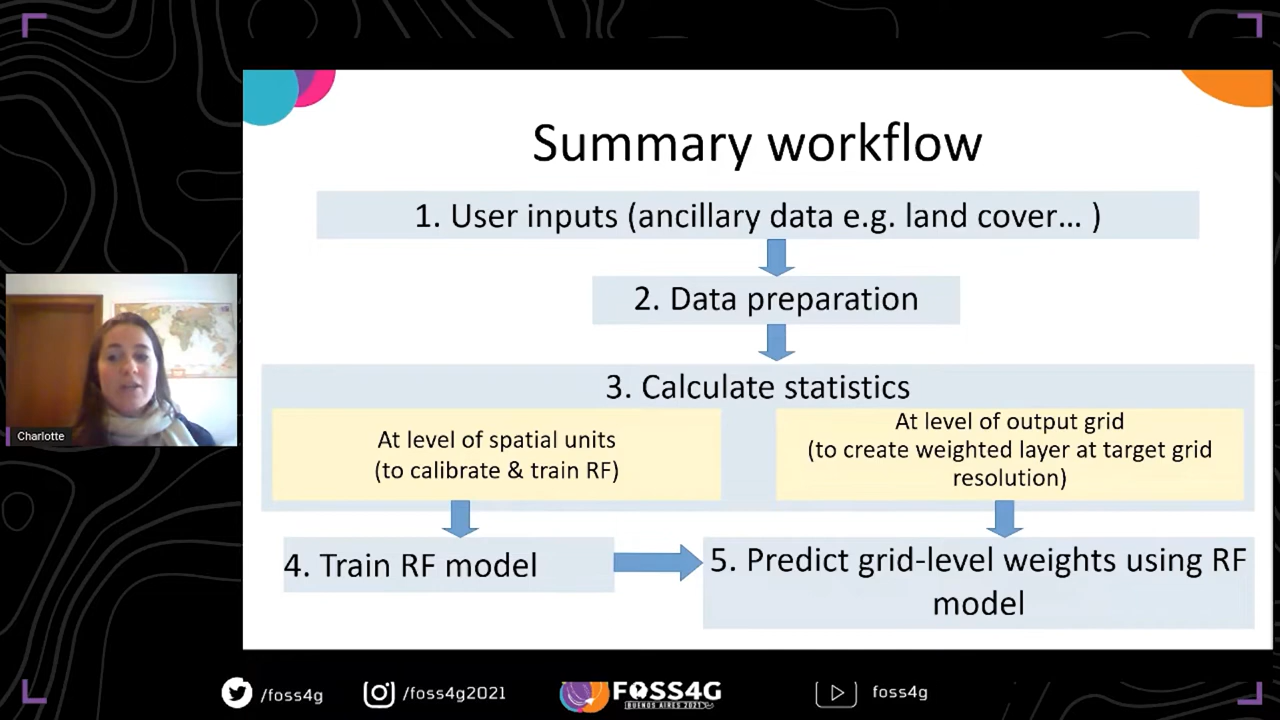 Summary workflow
1. User inputs (ancillary data e.g. land cover... )
2. Data preparation
3. Calculate statistics
At level of spatial units
(to calibrate & train RF)
At level of output grid
(to create weighted layer at target grid
resolution)
4. Train RF model
5. Predict grid-level weights using RF
model
Charlotte
/foss4g
/foss4g2021
FOSS4G
BUENOS AIRES 2021
foss4g